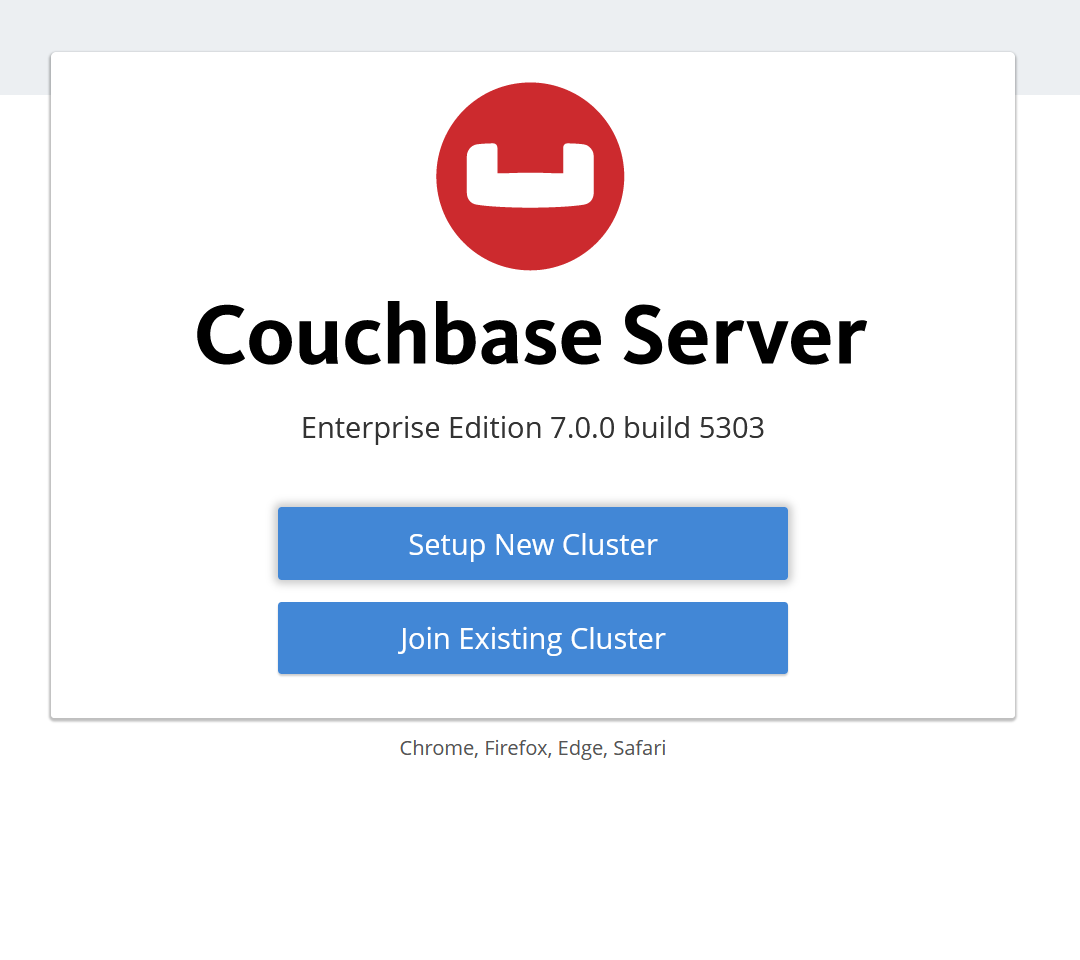 Couchbase Server
Enterprise Edition 7.0.0 build 5303
Setup New Cluster
Join Existing Cluster
Chrome, Firefox, Edge, Safari